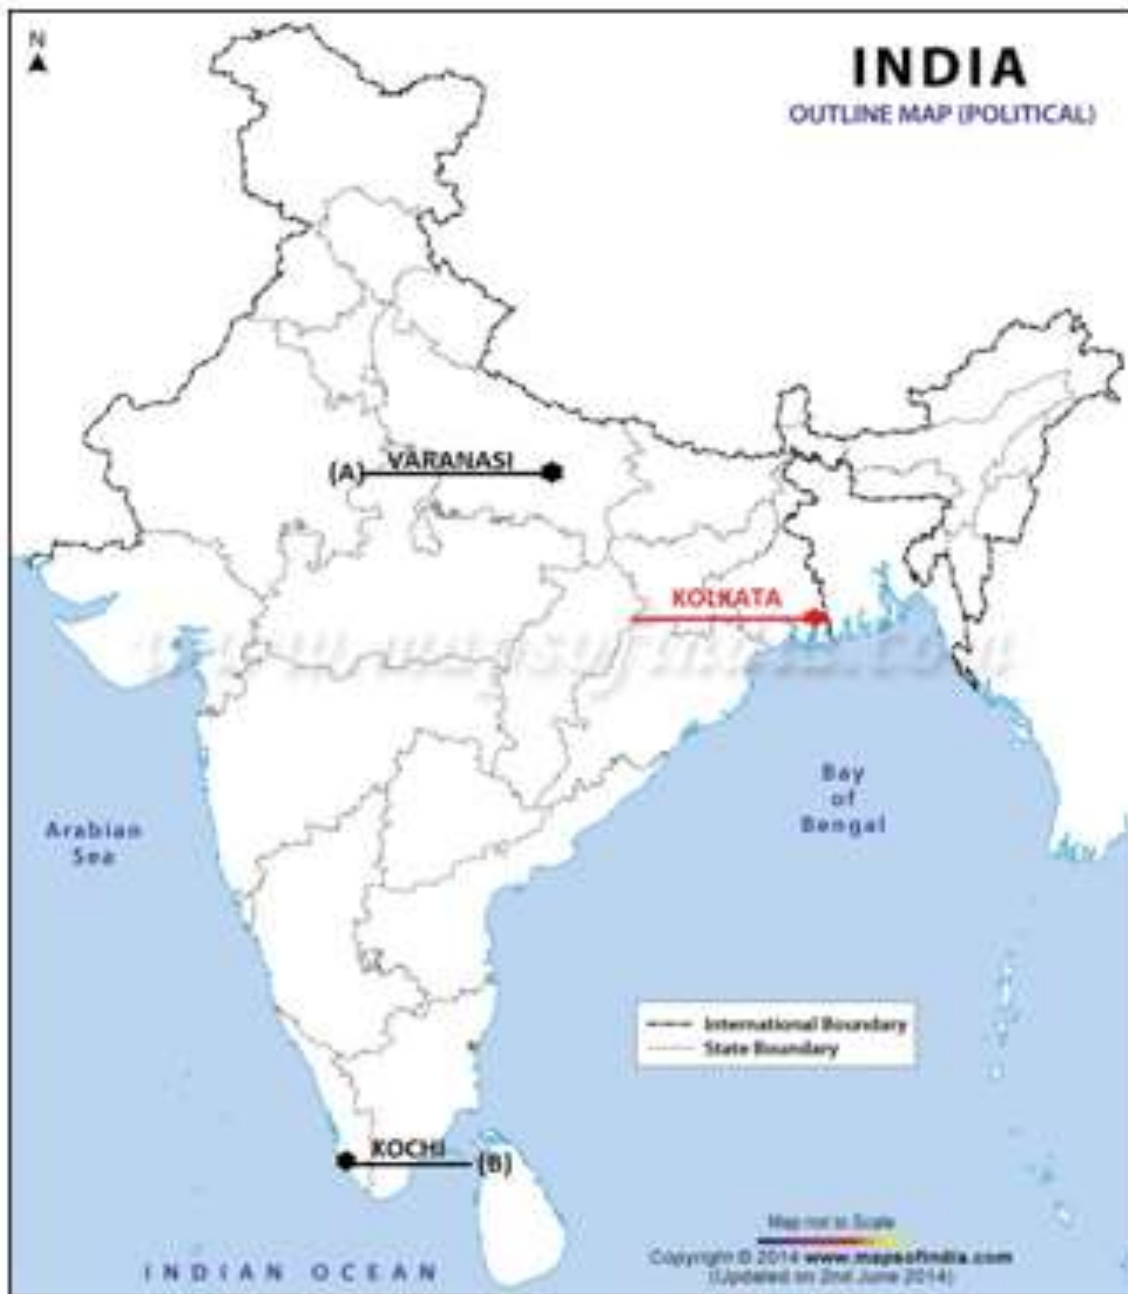 N
INDIA
OUTLINE MAP (POLITICAL)
(A) VARANASI
KOLKATA
Bay
of
Bengal
Arabian
Sea
International Boundary
State Boundary
KOCHI (B)
Map not to Scale
Copyright © 2014 www.mapsofindia.com
(Updated on 2nd June 2014)
INDIAN OCEAN